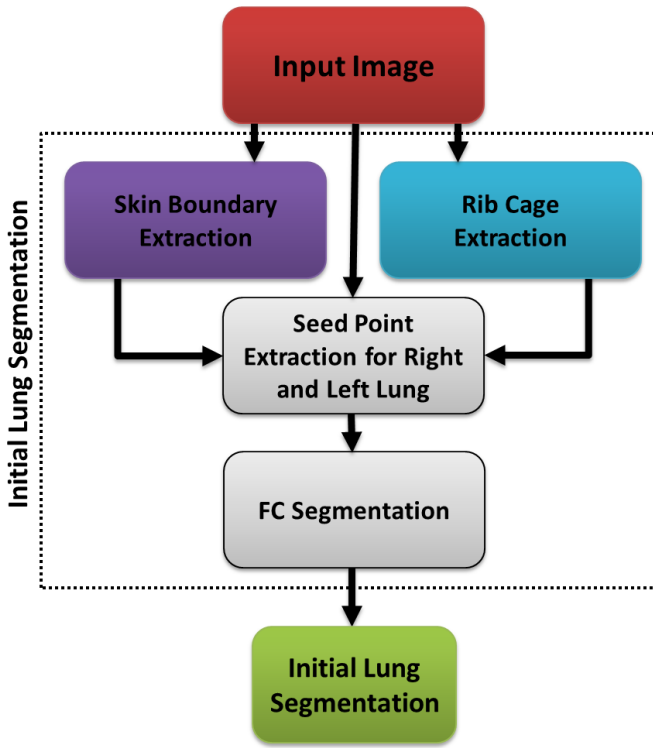 Input Image
Initial Lung Segmentation
Skin Boundary
Extraction
Rib Cage
Extraction
Seed Point
Extraction for Right
and Left Lung
FC Segmentation
Initial Lung
Segmentation